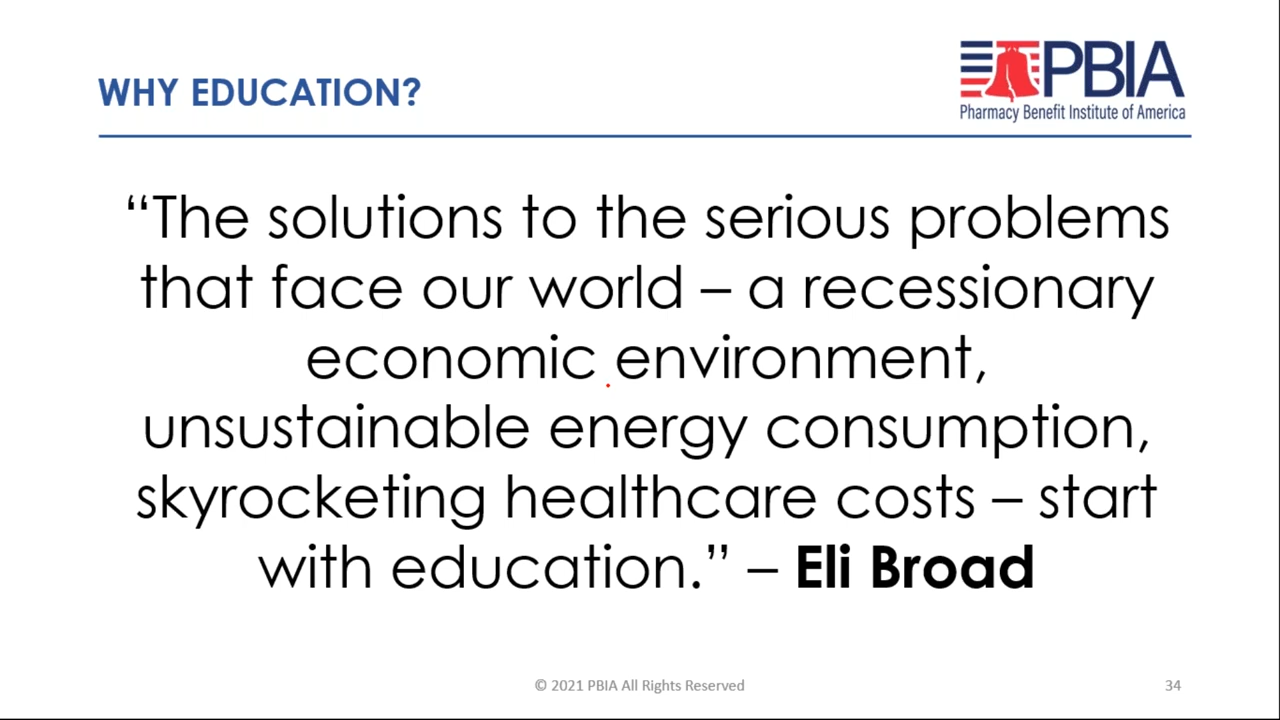 WHY EDUCATION?
PBIA
Pharmacy Benefit Institute of America
“The solutions to the serious problems
that face our world – a recessionary
economic environment,
unsustainable energy consumption,
skyrocketing healthcare costs – start
with education.” – Eli Broad
© 2021 PBIA All Rights Reserved
34